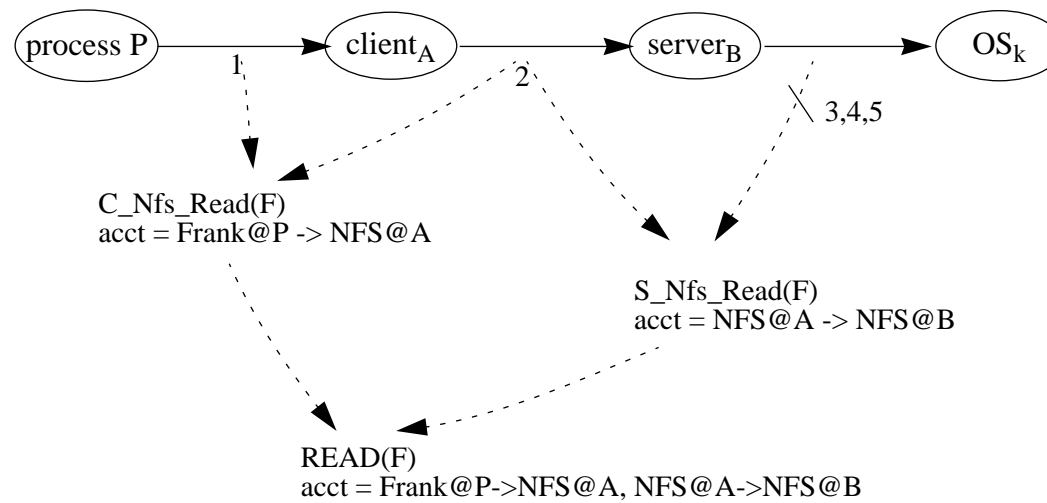 process P
client_A
server_B
OS_k
1
2
3,4,5
C_Nfs_Read(F)
acct = Frank@P -> NFS@A
S_Nfs_Read(F)
acct = NFS@A -> NFS@B
READ(F)
acct = Frank@P->NFS@A, NFS@A->NFS@B